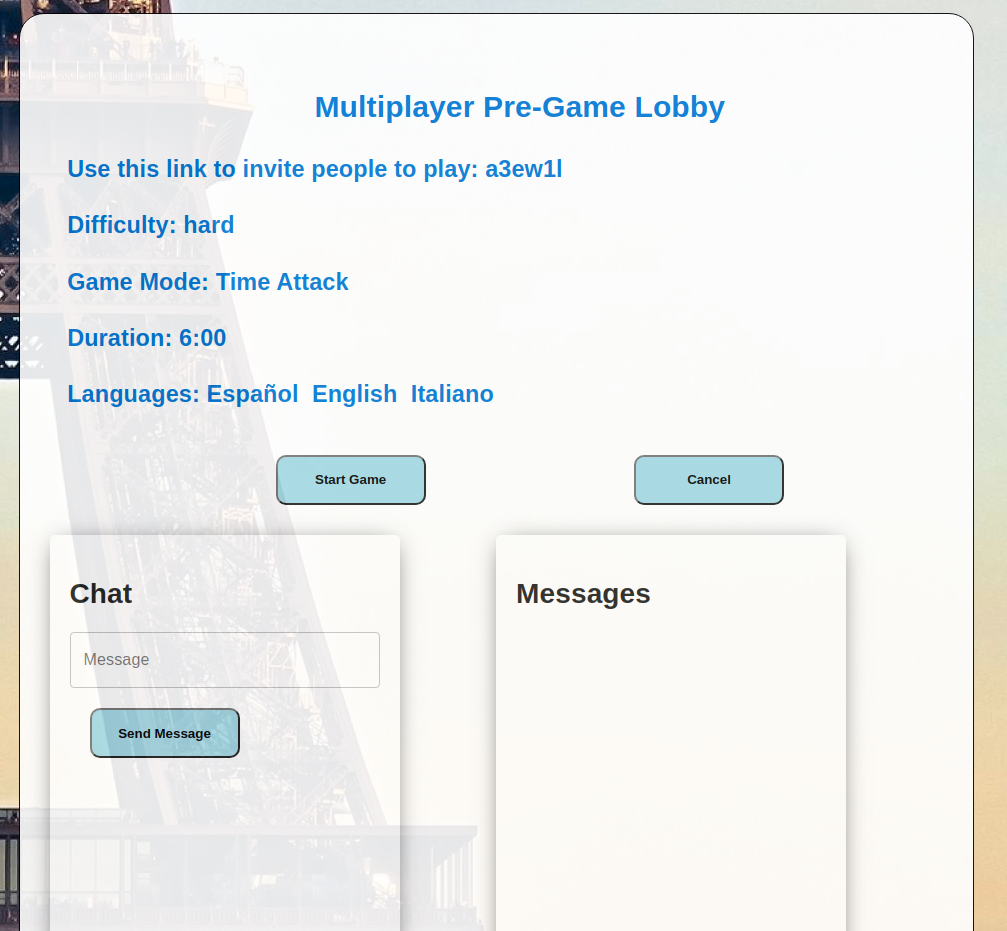 Multiplayer Pre-Game Lobby
Use this link to invite people to play: a3ew1l
Difficulty: hard
Game Mode: Time Attack
Duration: 6:00
Languages: Español English Italiano
Start Game
Cancel
Chat
Messages
Message
Send Message